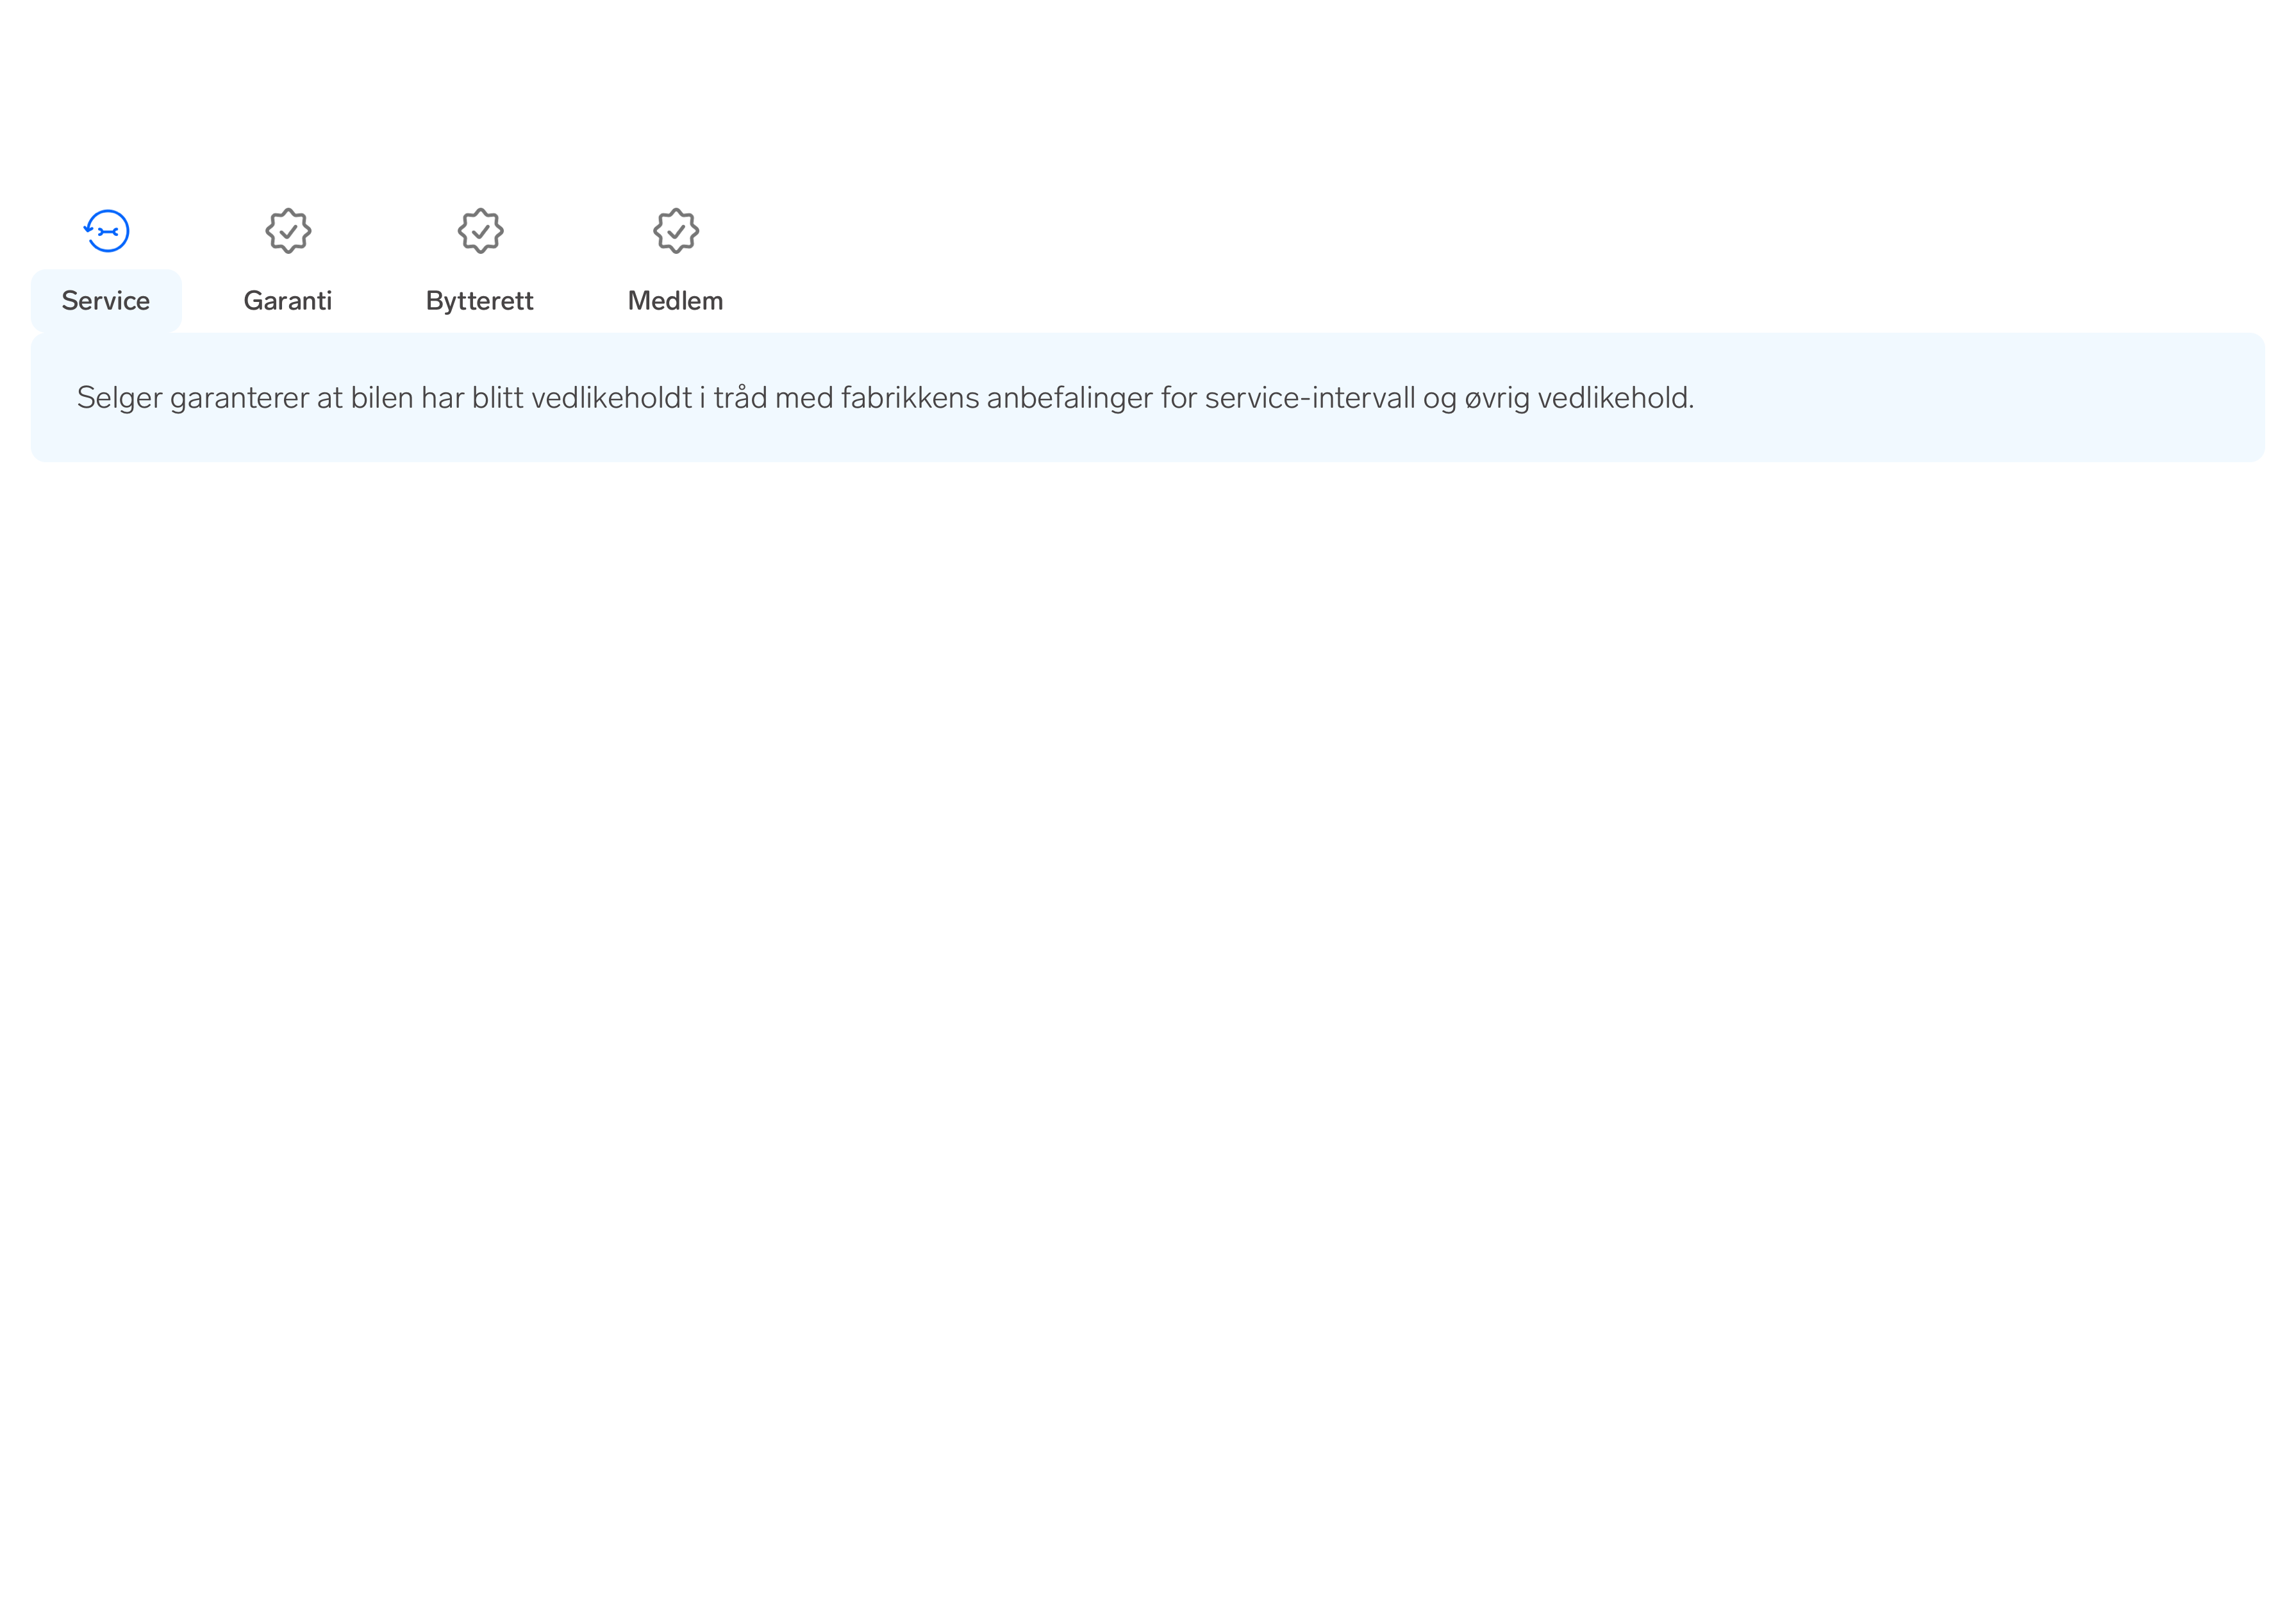 Service Garanti Bytterett Medlem
Selger garanterer at bilen har blitt vedlikeholdt i tråd med fabrikkens anbefalinger for service-intervall og øvrig vedlikehold.